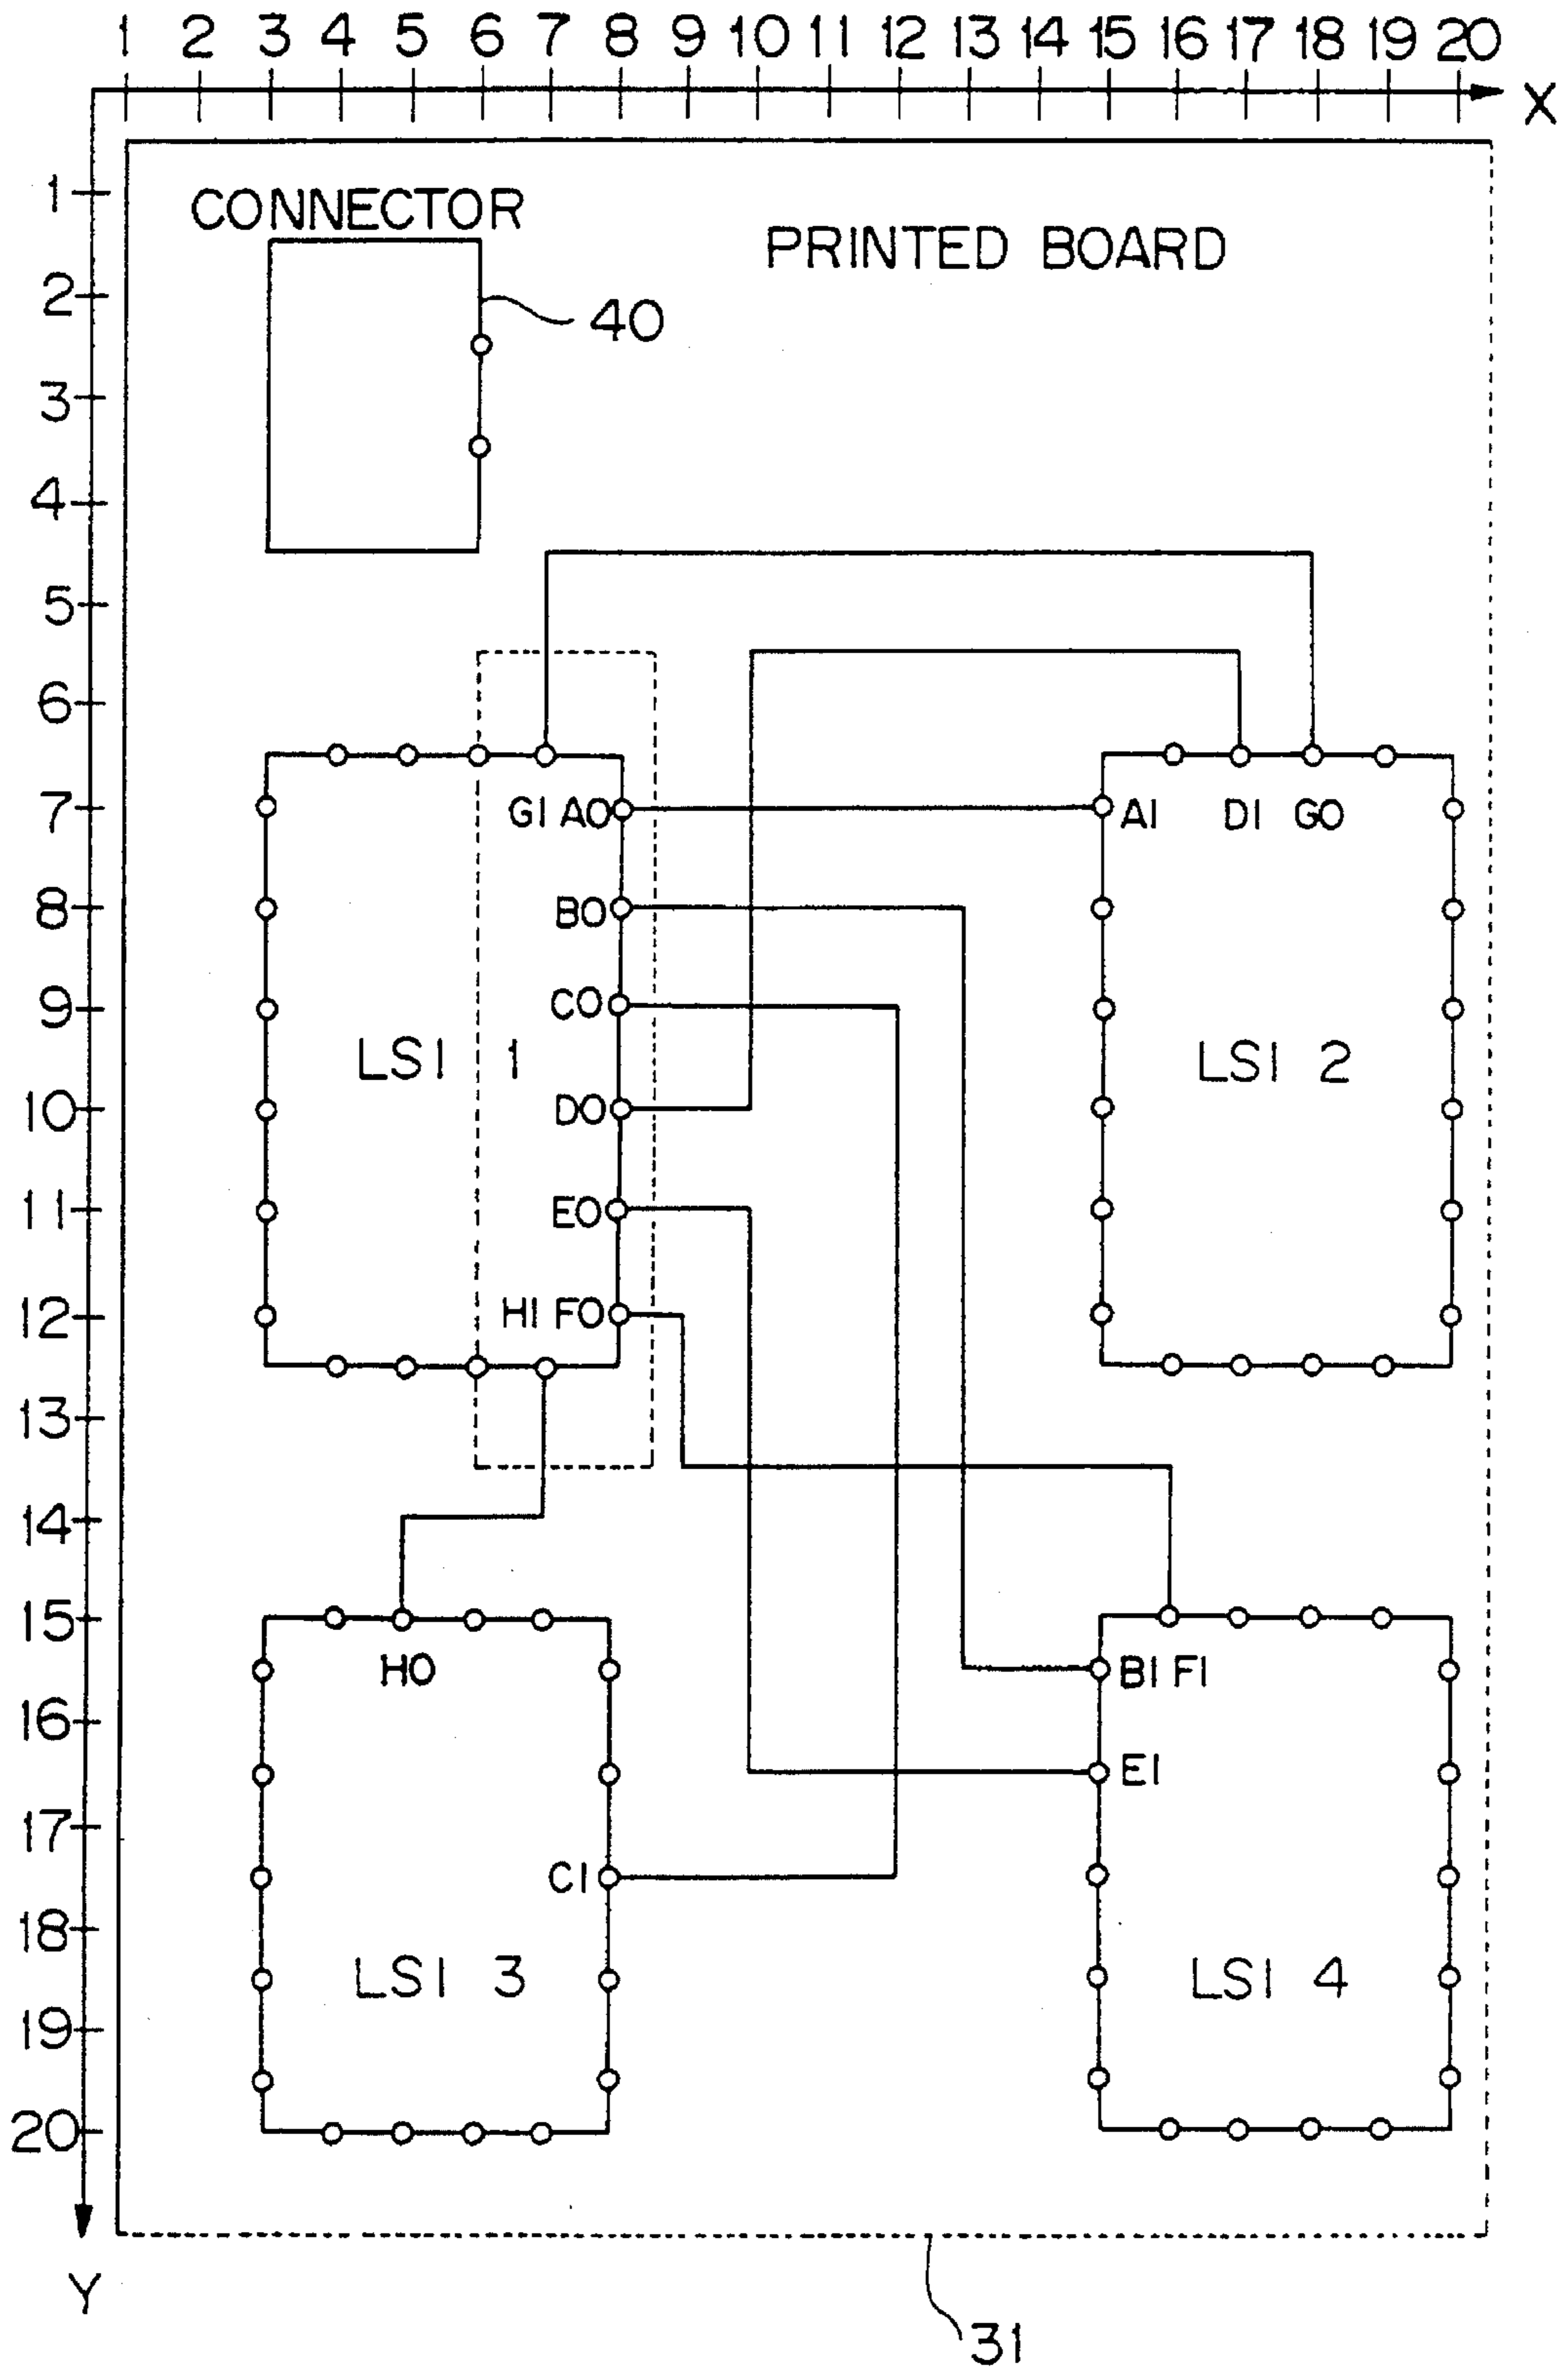 1 2 3 4 5 6 7 8 9 10 11 12 13 14 15 16 17 18 19 20
X
1
CONNECTOR
PRINTED BOARD
2
40
3
4
5
6
7
GI AO
AI DI GO
8
BO
9
CO
LSI 1
LSI 2
10
DO
11
EO
12
HI FO
13
14
15
HO
BI FI
16
EI
17
CI
18
LSI 3
LSI 4
19
20
Y
31